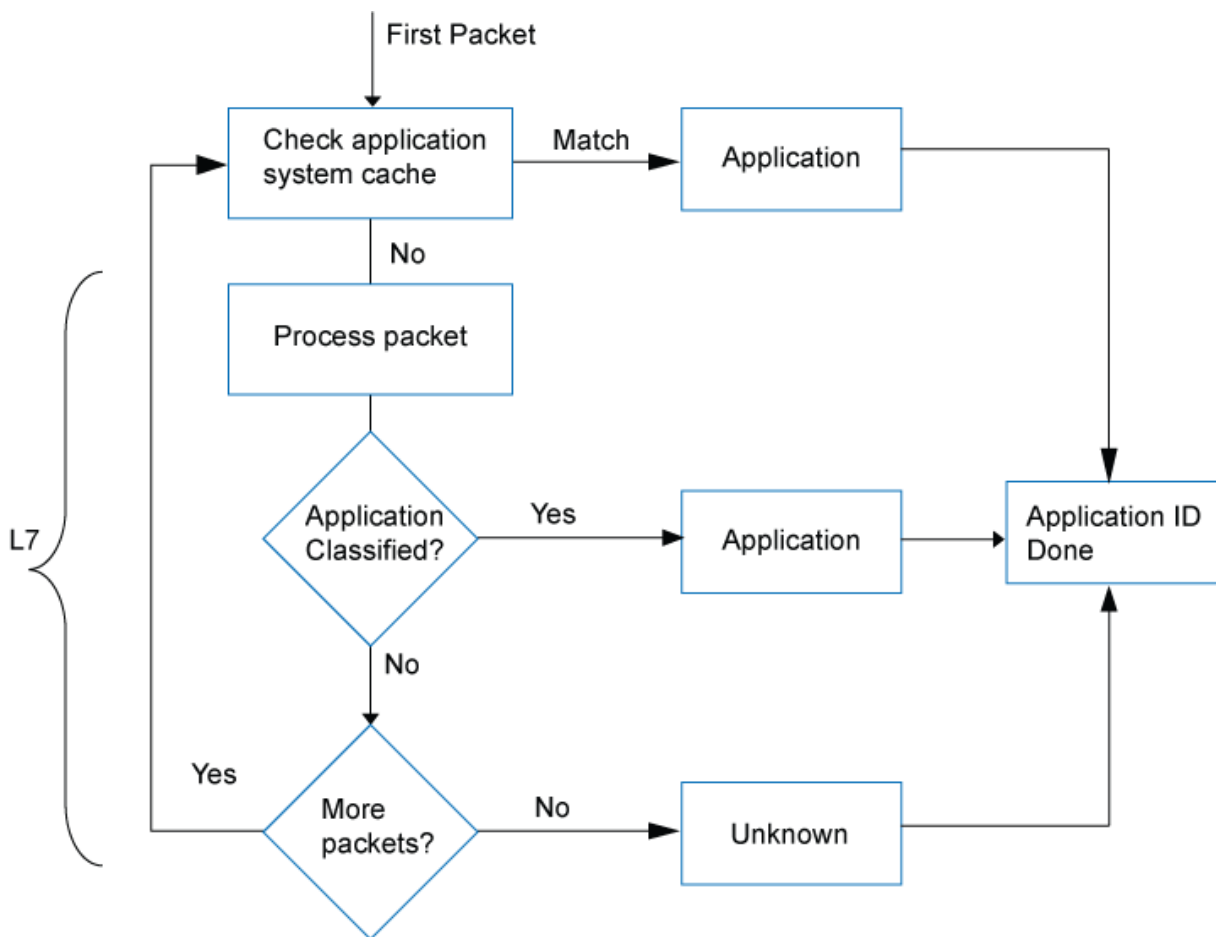 First Packet
Check application
system cache
Match
Application
No
Process packet
L7
Application
Classified?
Yes
Application
Application ID
Done
No
Yes
More
packets?
No
Unknown